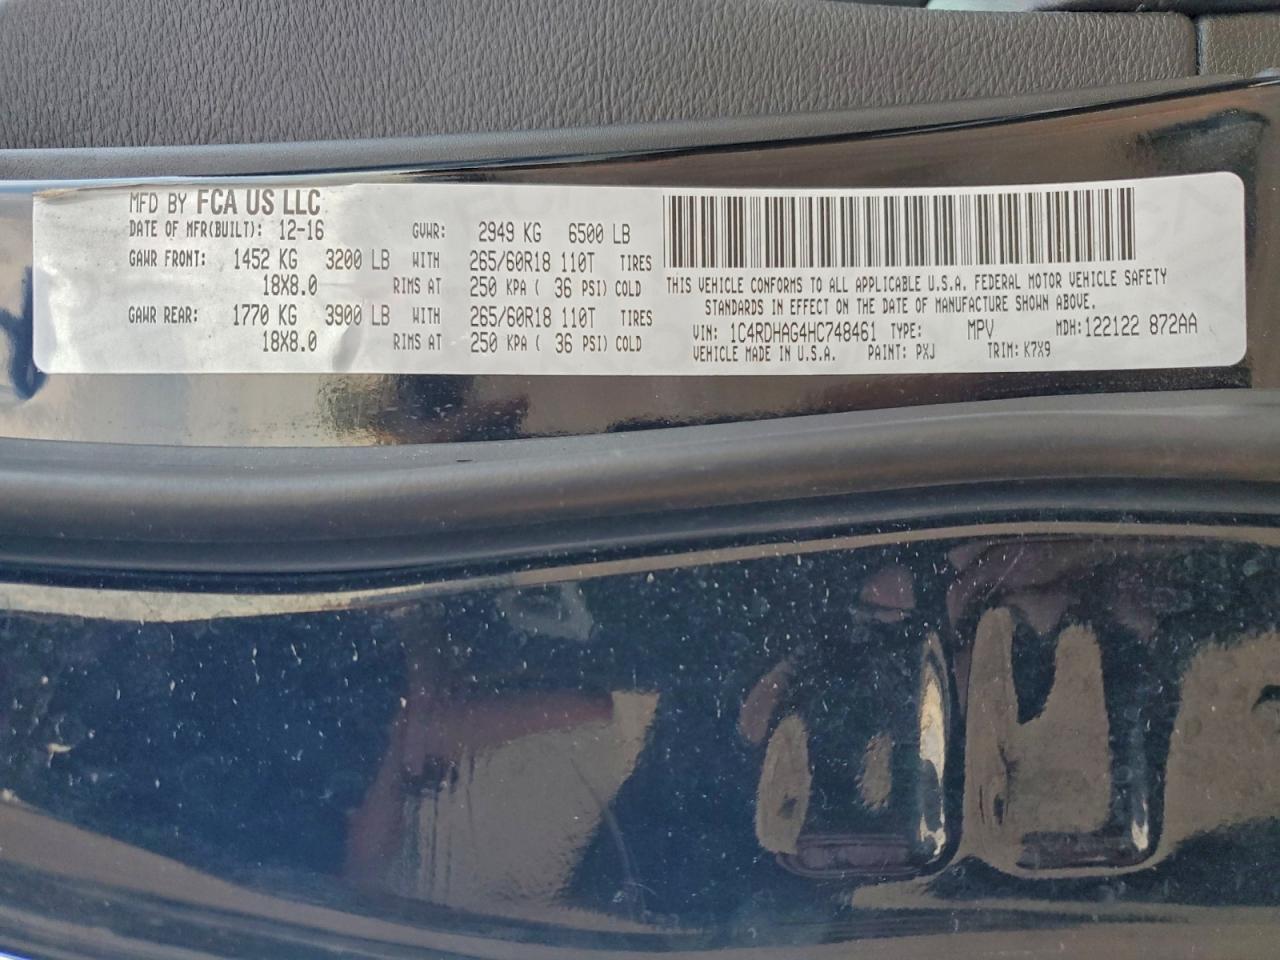 MFD BY FCA US LLC
DATE OF MFR(BUILT): 12-16 GVWR: 2949 KG 6500 LB
GAWR FRONT: 1452 KG 3200 LB WITH 265/60R18 110T TIRES
18X8.0 RIMS AT 250 KPA ( 36 PSI) COLD
GAWR REAR: 1770 KG 3900 LB WITH 265/60R18 110T TIRES
18X8.0 RIMS AT 250 KPA ( 36 PSI) COLD
THIS VEHICLE CONFORMS TO ALL APPLICABLE U.S.A. FEDERAL MOTOR VEHICLE SAFETY
STANDARDS IN EFFECT ON THE DATE OF MANUFACTURE SHOWN ABOVE.
VIN: 1C4RDHAG4HC748461 TYPE: MPV MDH: 122122 872AA
VEHICLE MADE IN U.S.A. PAINT: PXJ TRIM: K7X9